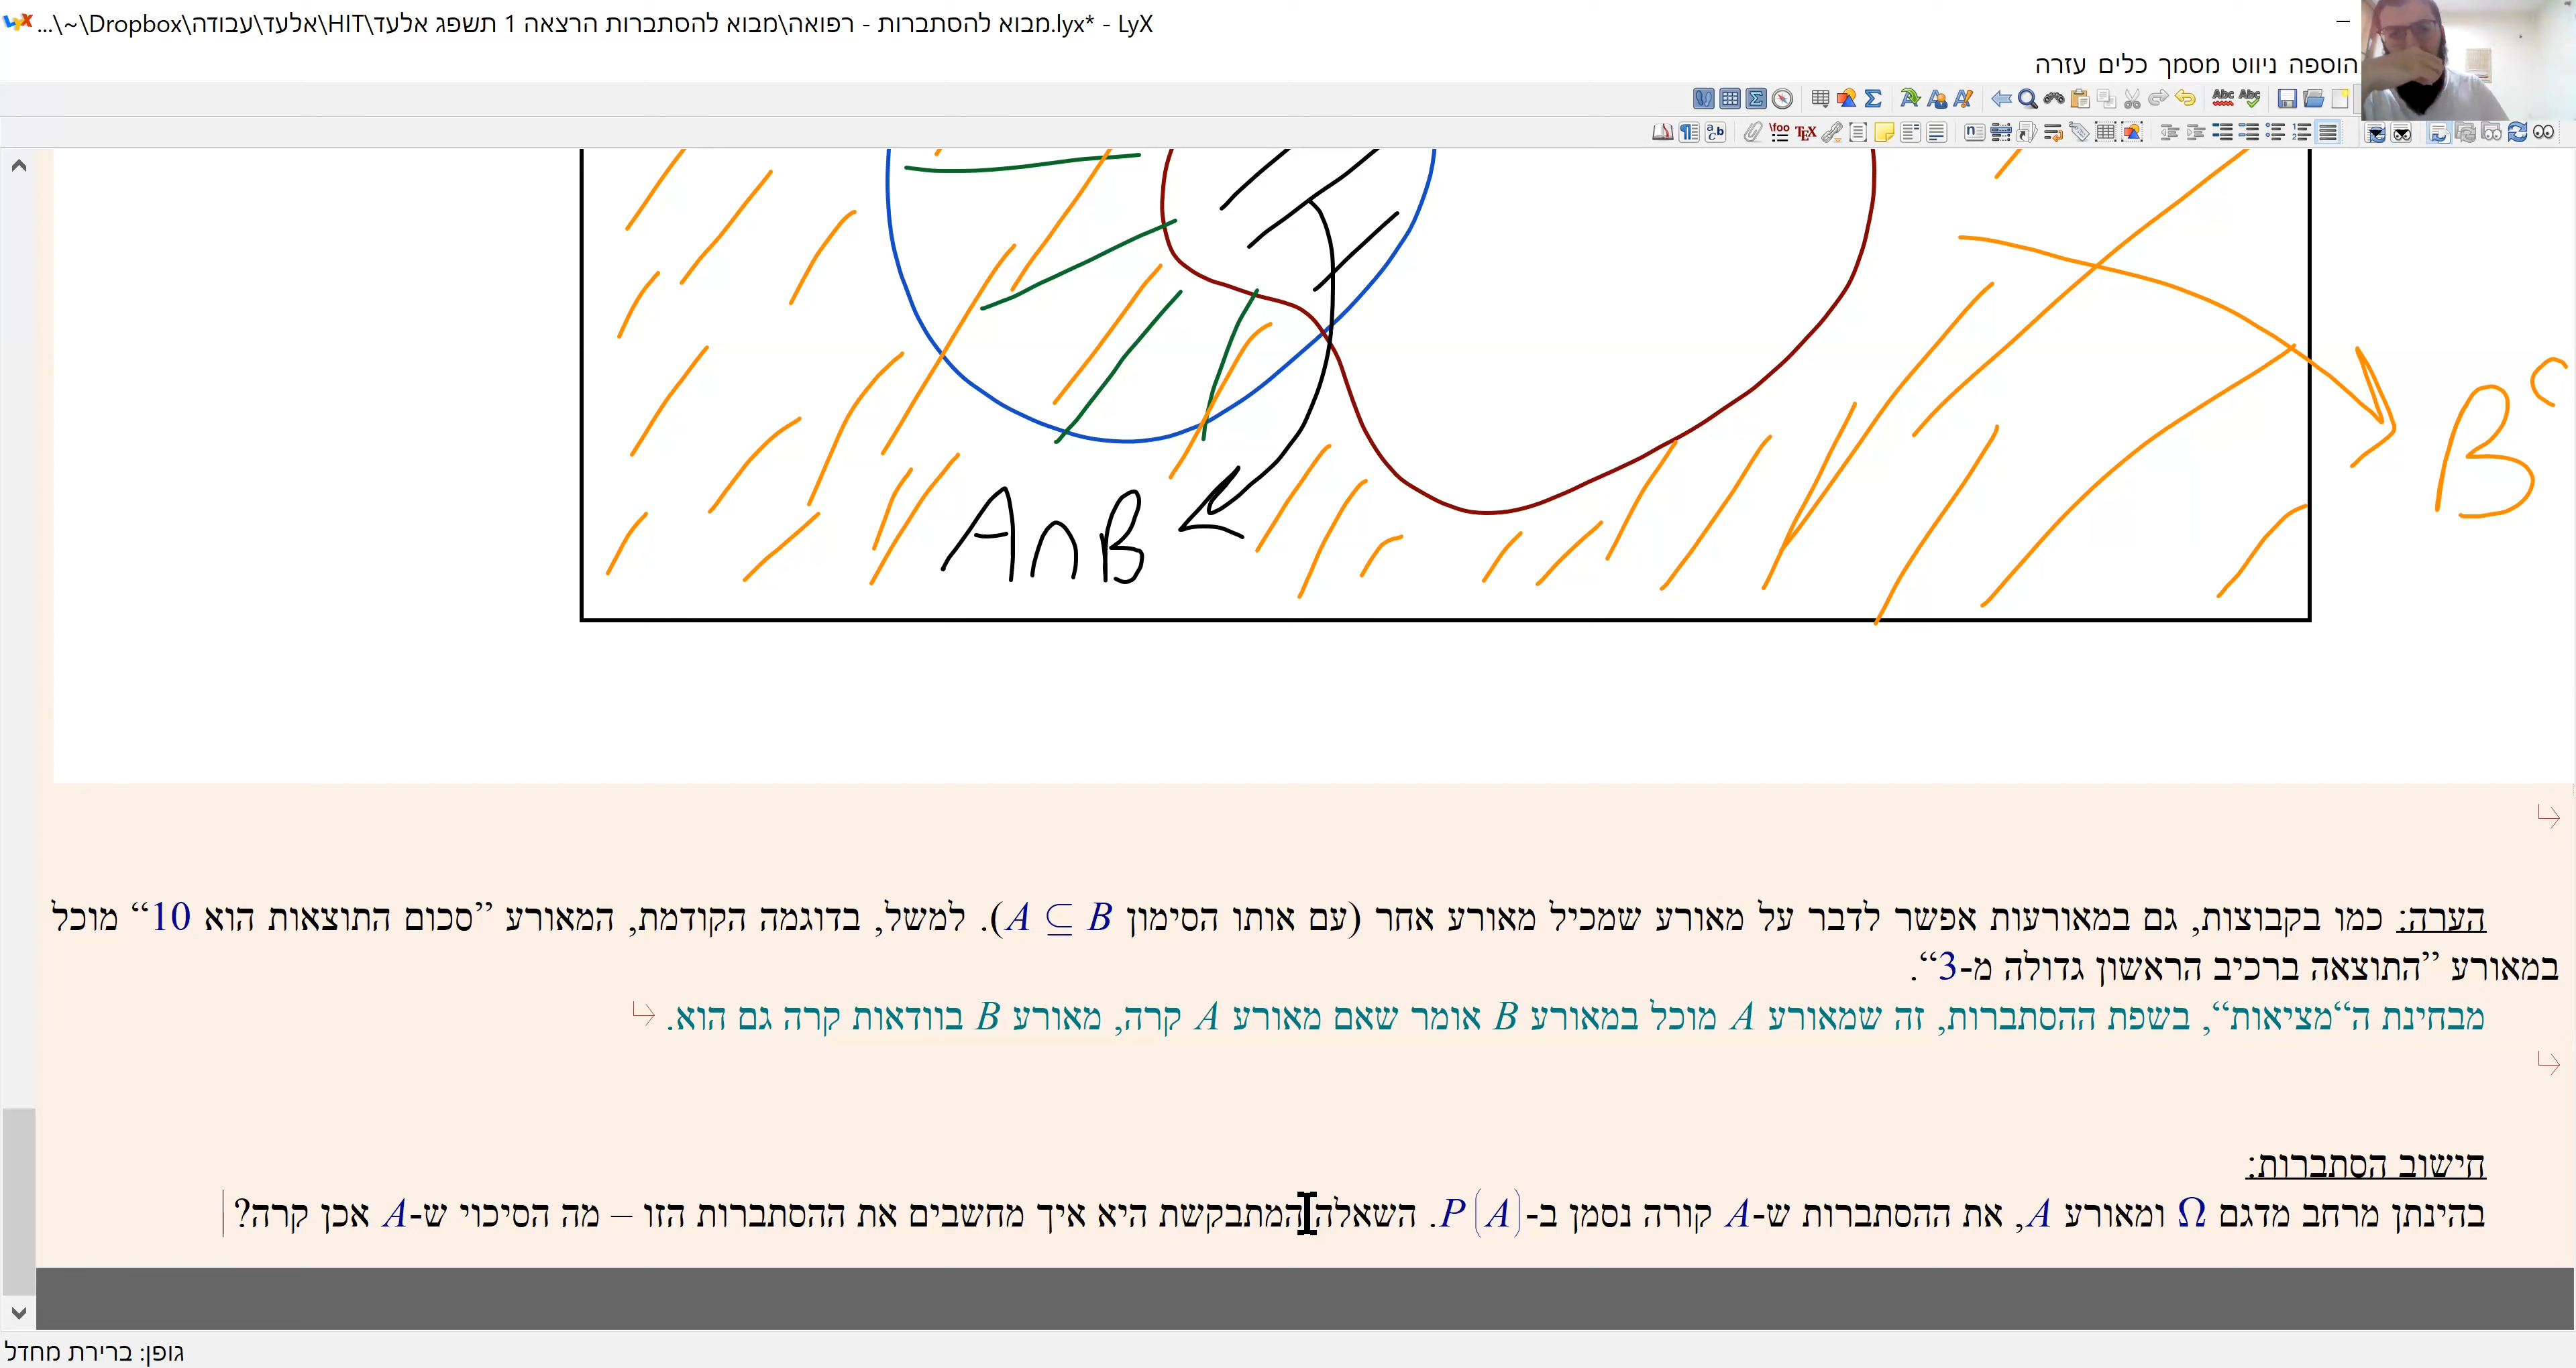 ...\~\Dropbox\אלעד\עבודה\HIT\מבוא להסתברות - רפואה\מבוא להסתברות הרצאה 1 תשפג אלעד.lyx* - LyX
הוספה ניווט מסמך כלים עזרה
B^c
A∩B
הערה: כמו בקבוצות, גם במאורעות אפשר לדבר על מאורע שמכיל מאורע אחר (עם אותו הסימון A ⊆ B). למשל, בדוגמה הקודמת, המאורע ”סכום התוצאות הוא 10“ מוכל
במאורע ”התוצאה ברכיב הראשון גדולה מ-3“.
מבחינת ה“מציאות“, בשפת ההסתברות, זה שמאורע A מוכל במאורע B אומר שאם מאורע A קרה, מאורע B בוודאות קרה גם הוא.
חישוב הסתברות:
בהינתן מרחב מדגם Ω ומאורע A, את ההסתברות ש-A קורה נסמן ב-P(A). השאלה המתבקשת היא איך מחשבים את ההסתברות הזו – מה הסיכוי ש-A אכן קרה?
גופן: ברירת מחדל